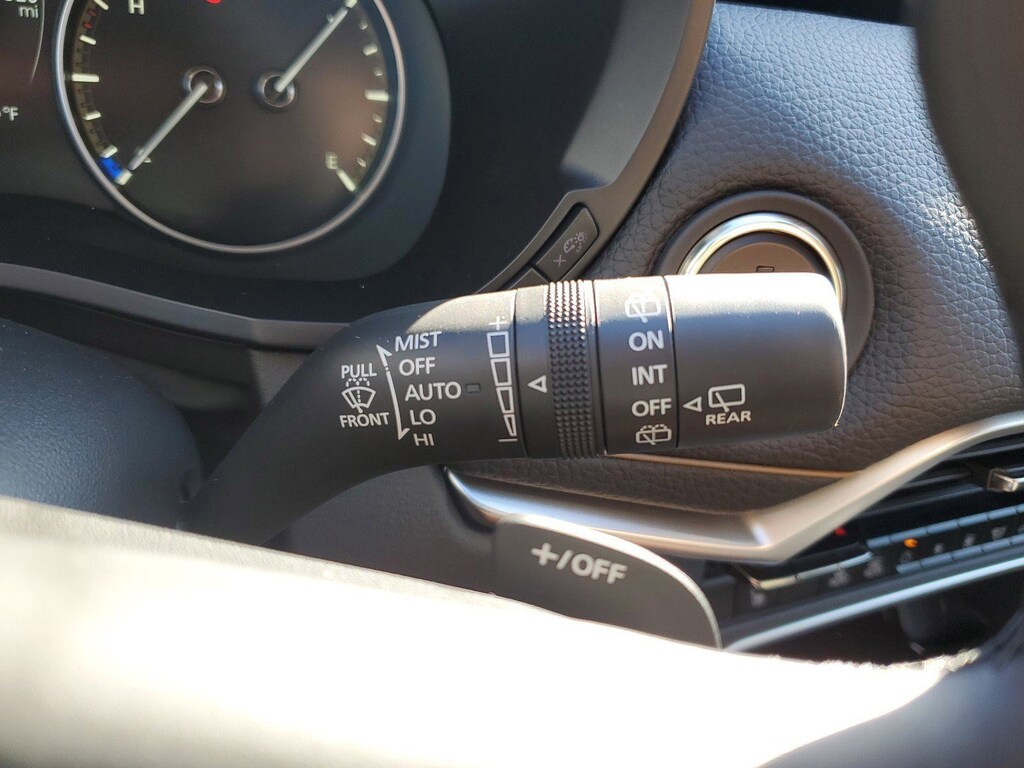 mi
H
°F
E
PULL
FRONT
MIST
OFF
AUTO
LO
HI
+
ON
INT
OFF
REAR
+/OFF